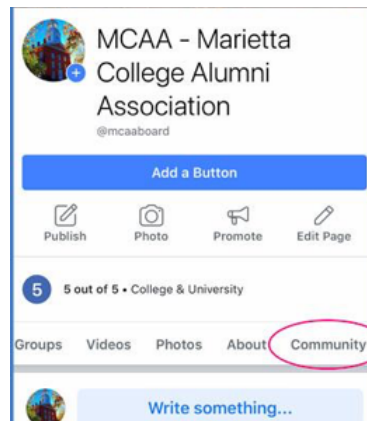 MCAA - Marietta
College Alumni
Association
@mcaaboard
Add a Button
Publish Photo Promote Edit Page
5 5 out of 5 • College & University
Groups Videos Photos About Community
Write something...